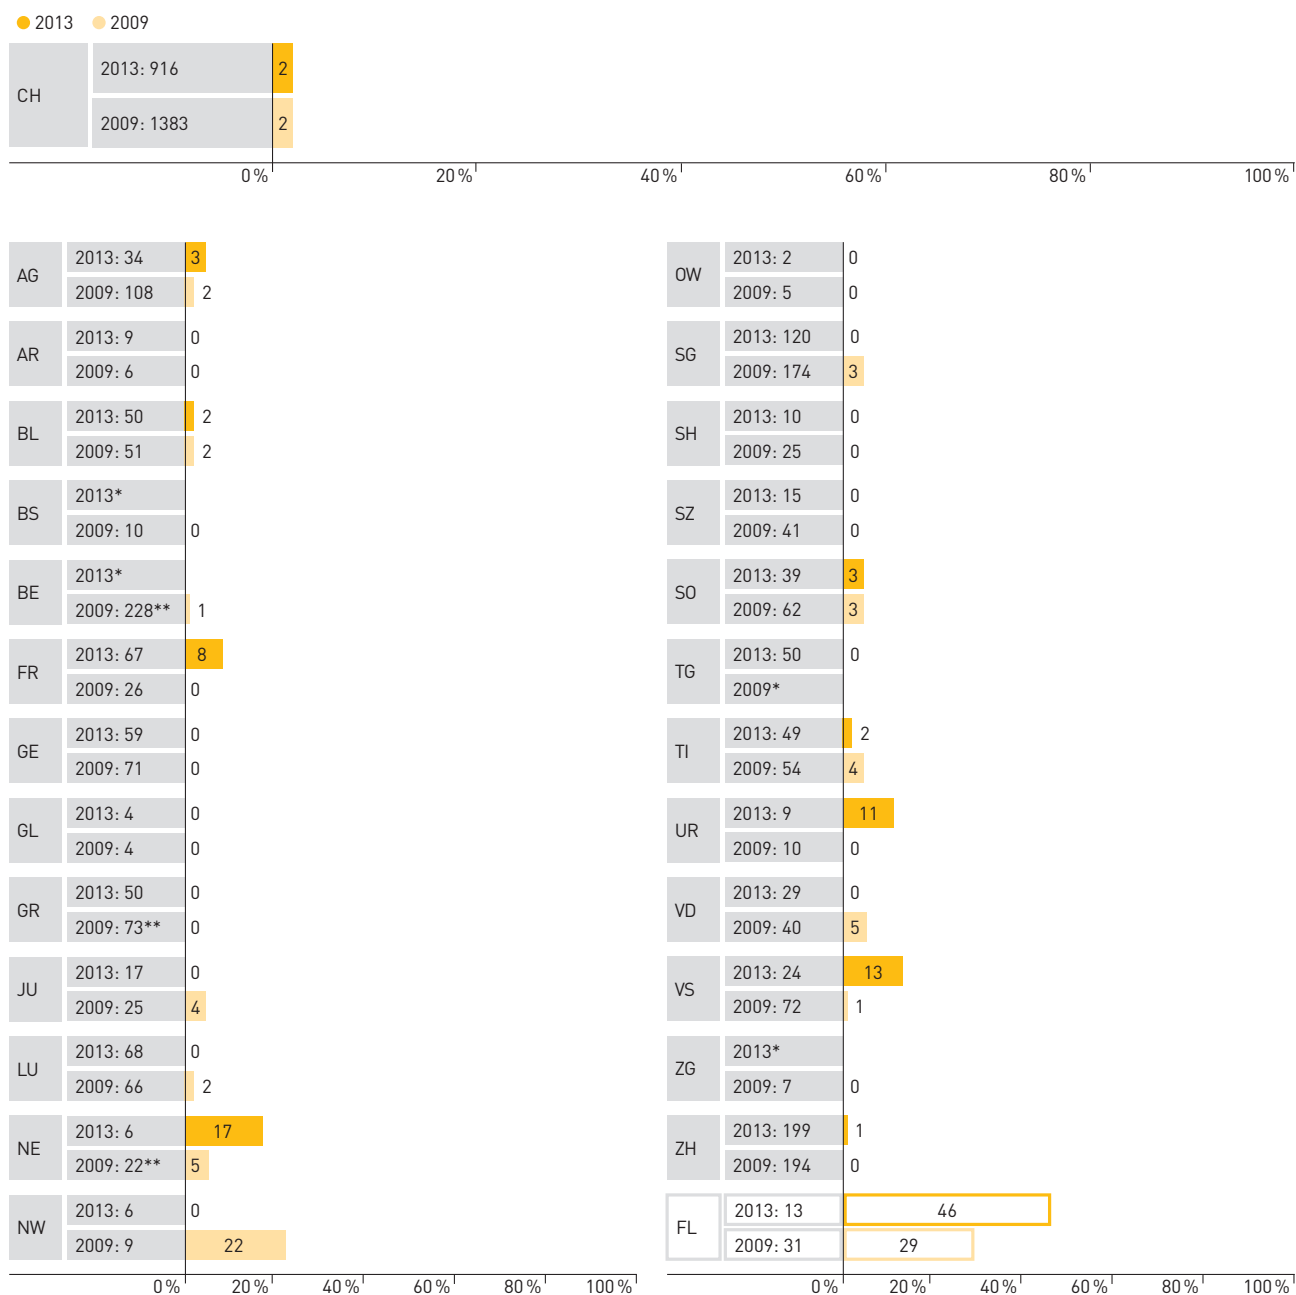 2013 2009
CH
2013: 916 2
2009: 1383 2
0 % 20 % 40 % 60 % 80 % 100 %
AG
2013: 34 3
2009: 108 2
AR
2013: 9 0
2009: 6 0
BL
2013: 50 2
2009: 51 2
BS
2013*
2009: 10 0
BE
2013*
2009: 228** 1
FR
2013: 67 8
2009: 26 0
GE
2013: 59 0
2009: 71 0
GL
2013: 4 0
2009: 4 0
GR
2013: 50 0
2009: 73** 0
JU
2013: 17 0
2009: 25 4
LU
2013: 68 0
2009: 66 2
NE
2013: 6 17
2009: 22** 5
NW
2013: 6 0
2009: 9 22
0 % 20 % 40 % 60 % 80 % 100 %
OW
2013: 2 0
2009: 5 0
SG
2013: 120 0
2009: 174 3
SH
2013: 10 0
2009: 25 0
SZ
2013: 15 0
2009: 41 0
SO
2013: 39 3
2009: 62 3
TG
2013: 50 0
2009*
TI
2013: 49 2
2009: 54 4
UR
2013: 9 11
2009: 10 0
VD
2013: 29 0
2009: 40 5
VS
2013: 24 13
2009: 72 1
ZG
2013*
2009: 7 0
ZH
2013: 199 1
2009: 194 0
FL
2013: 13 46
2009: 31 29
0 % 20 % 40 % 60 % 80 % 100 %